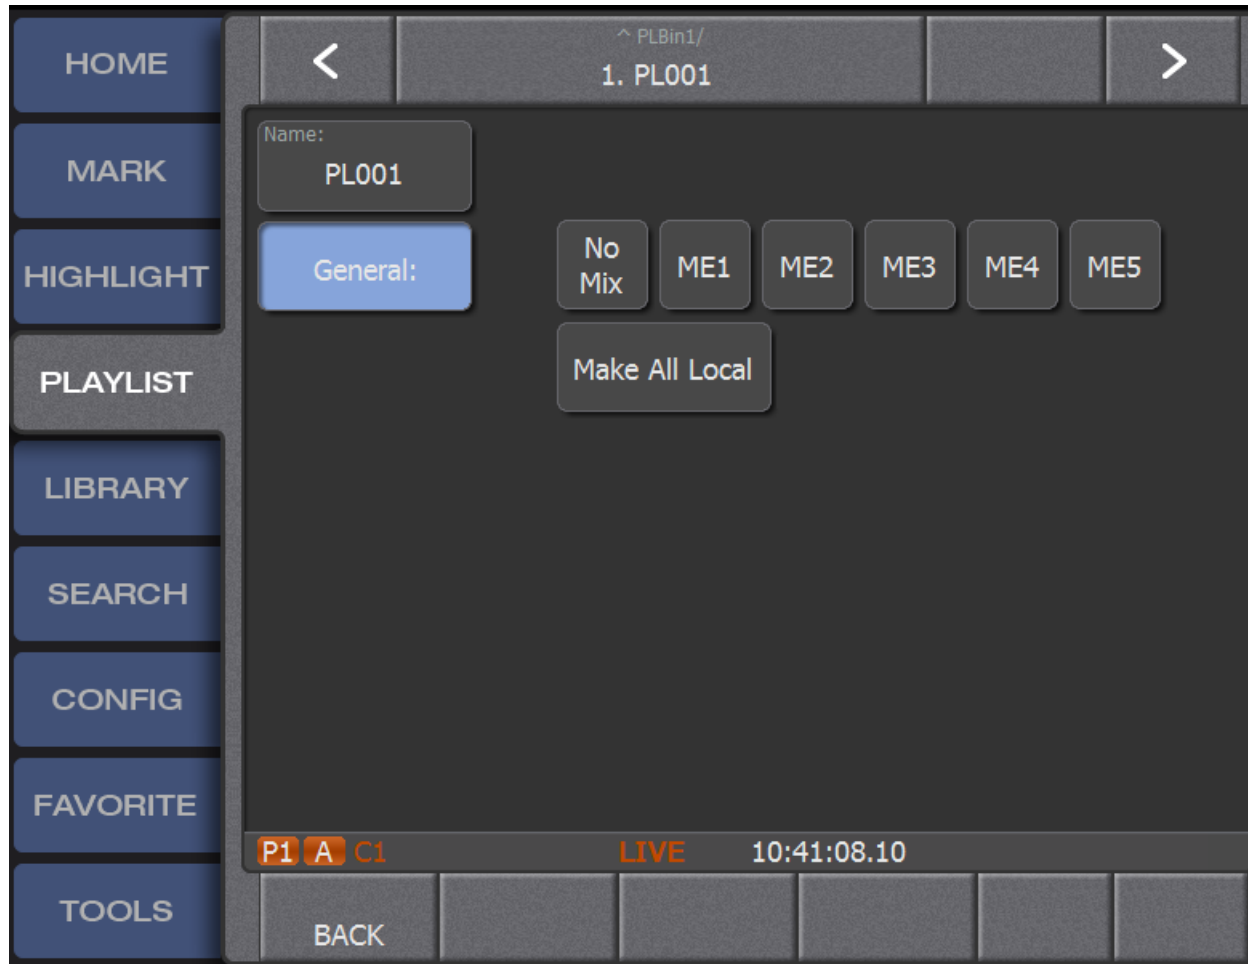 HOME
MARK
HIGHLIGHT
PLAYLIST
LIBRARY
SEARCH
CONFIG
FAVORITE
TOOLS
<
^ PLBin1/
1. PL001
>
Name:
PL001
General:
No
Mix
ME1
ME2
ME3
ME4
ME5
Make All Local
P1 A C1 LIVE 10:41:08.10
BACK